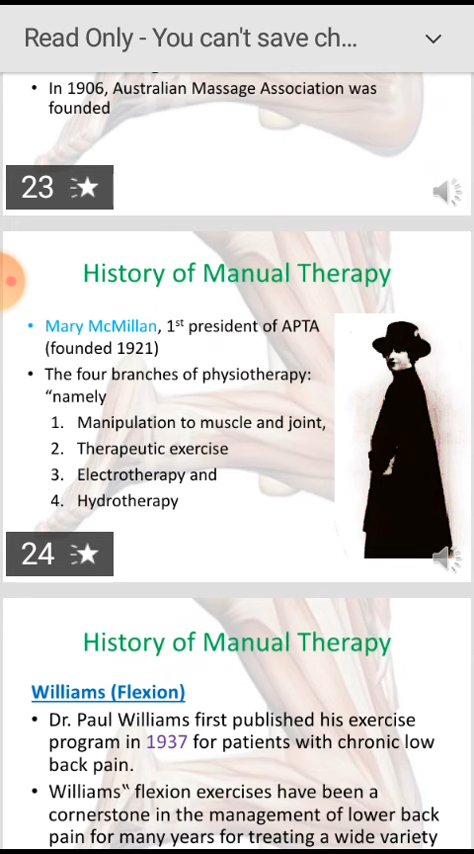 Read Only - You can't save ch...
• In 1906, Australian Massage Association was
founded
23
History of Manual Therapy
• Mary McMillan, 1st president of APTA
(founded 1921)
• The four branches of physiotherapy:
“namely
1. Manipulation to muscle and joint,
2. Therapeutic exercise
3. Electrotherapy and
4. Hydrotherapy
24
History of Manual Therapy
Williams (Flexion)
• Dr. Paul Williams first published his exercise
program in 1937 for patients with chronic low
back pain.
• Williams‟ flexion exercises have been a
cornerstone in the management of lower back
pain for many years for treating a wide variety